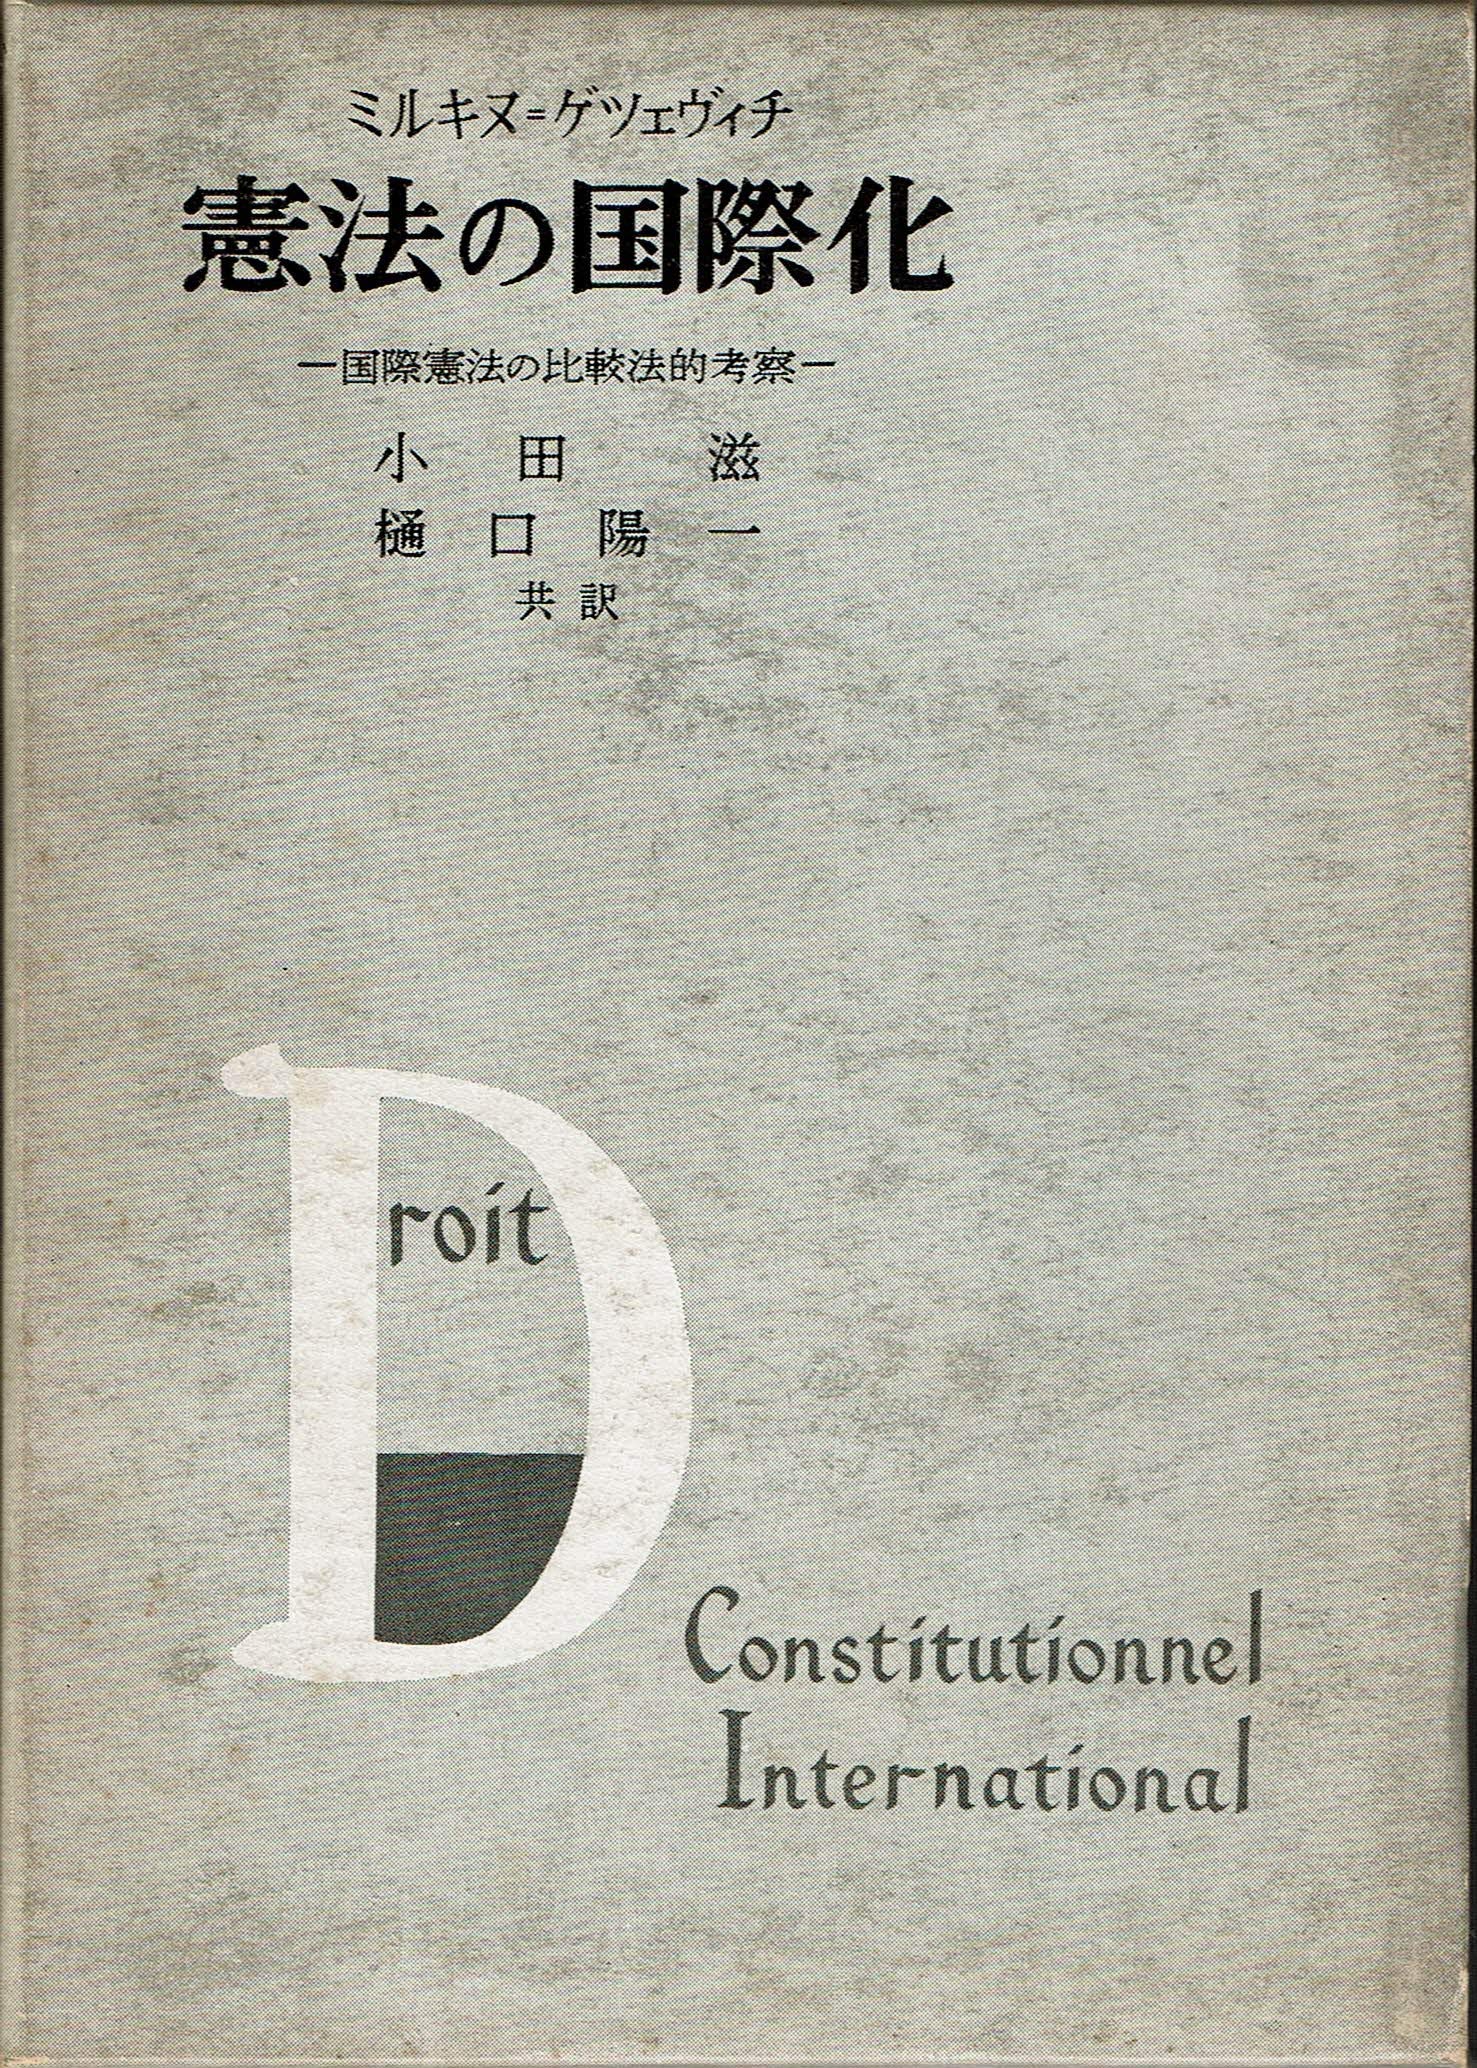 ミルキヌ=ゲツェヴィチ
憲法の国際化
―国際憲法の比較法的考察―
小田 滋
樋口陽一
共訳
Droit
Constitutionnel
International